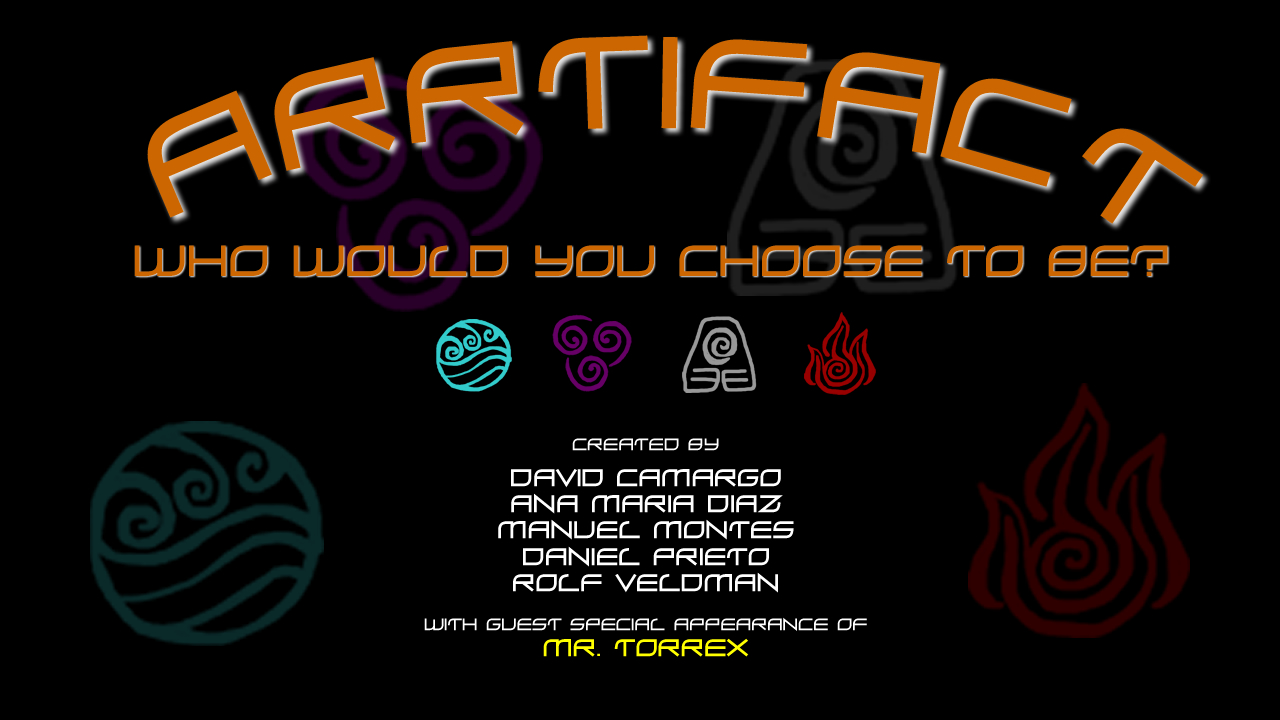 ARRTIFACT
WHO WOULD YOU CHOOSE TO BE?
CREATED BY
DAVID CAMARGO
ANA MARIA DIAZ
MANUEL MONTES
DANIEL PRIETO
ROLF VELDMAN
WITH GUEST SPECIAL APPEARANCE OF
MR. TORREX